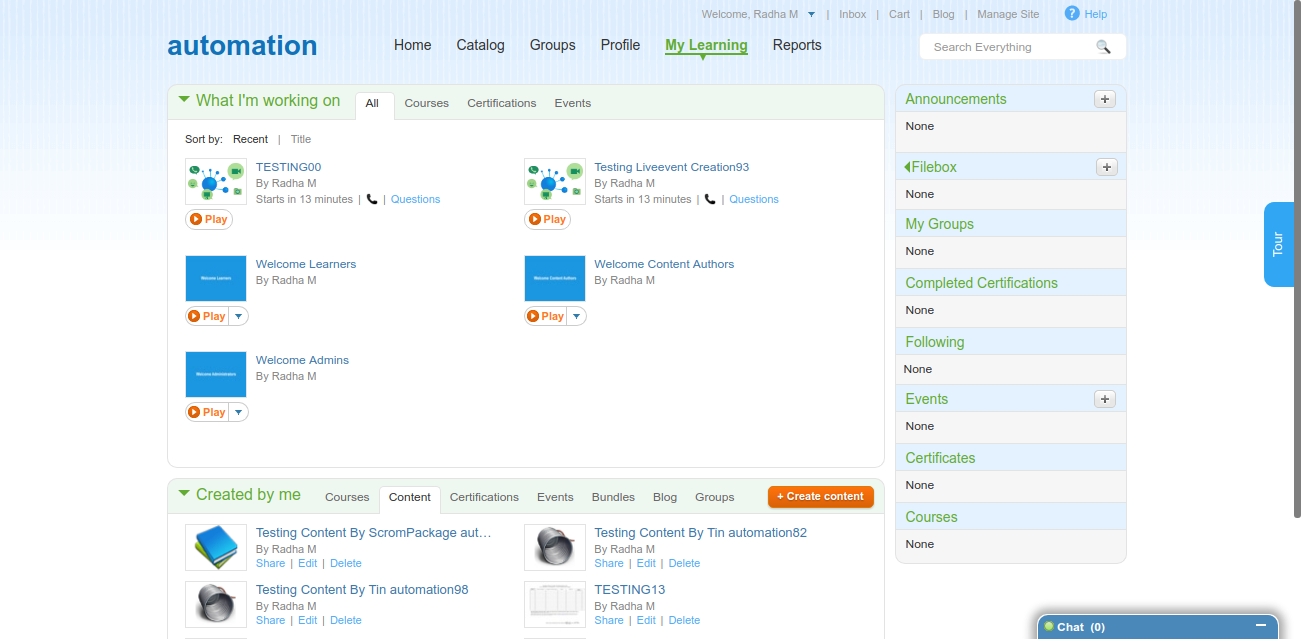 Welcome, Radha M | Inbox | Cart | Blog | Manage Site ? Help
automation
Home Catalog Groups Profile My Learning Reports
Search Everything
What I'm working on All Courses Certifications Events
Sort by: Recent | Title
TESTING00
By Radha M
Starts in 13 minutes | | Questions
Play
Testing Liveevent Creation93
By Radha M
Starts in 13 minutes | | Questions
Play
Welcome Learners
Welcome Learners
By Radha M
Play
Welcome Content Authors
Welcome Content Authors
By Radha M
Play
Welcome Administrators
Welcome Admins
By Radha M
Play
Created by me Courses Content Certifications Events Bundles Blog Groups + Create content
Testing Content By ScromPackage aut…
By Radha M
Share | Edit | Delete
Testing Content By Tin automation82
By Radha M
Share | Edit | Delete
Testing Content By Tin automation98
By Radha M
Share | Edit | Delete
TESTING13
By Radha M
Share | Edit | Delete
Announcements +
None
Filebox +
None
My Groups
None
Completed Certifications
None
Following
None
Events +
None
Certificates
None
Courses
None
Tour
Chat (0)